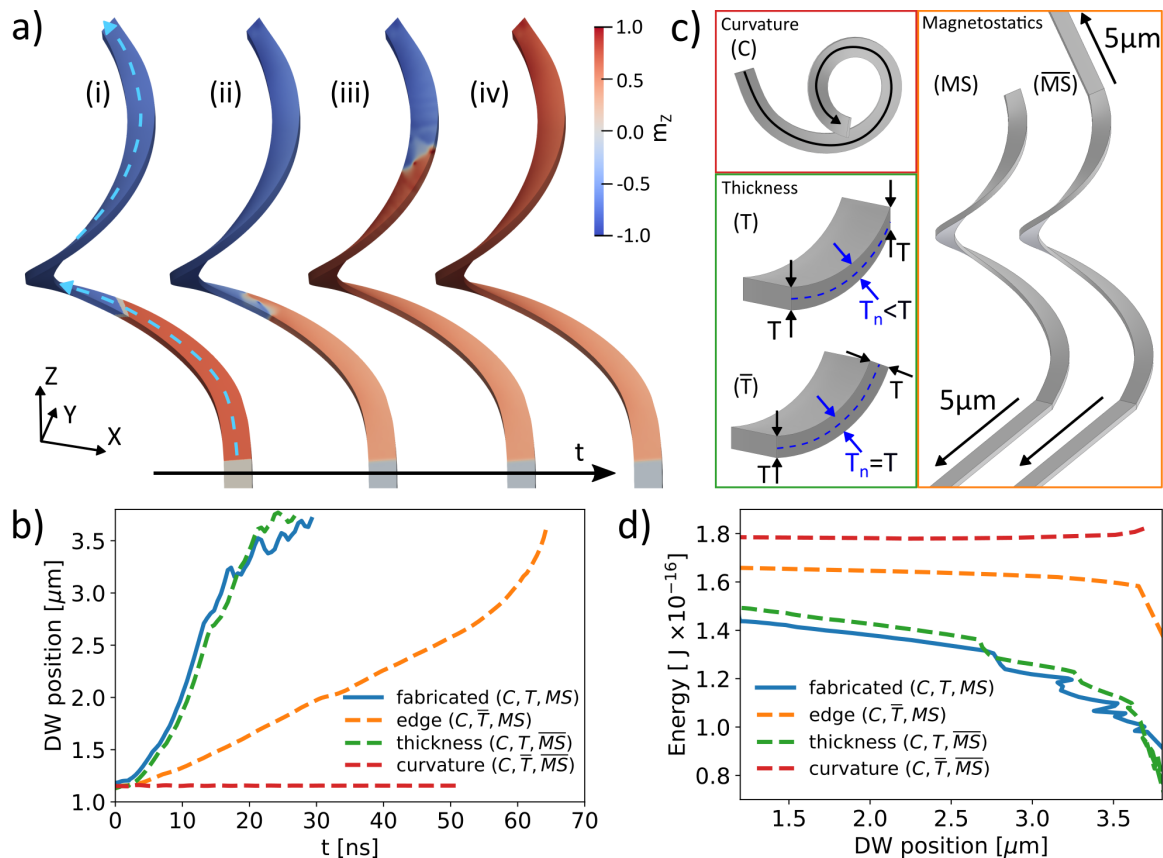 a)
(i)
(ii)
(iii)
(iv)
1.0
0.5
0.0
-0.5
-1.0
m_z
Z
Y
X
t
b)
DW position [μm]
3.5
3.0
2.5
2.0
1.5
1.0
fabricated (C, T, MS)
edge (C, T̅, MS)
thickness (C, T, M̅S̅)
curvature (C, T̅, M̅S̅)
0 10 20 30 40 50 60 70
t [ns]
c)
Curvature
(C)
Thickness
(T)
T
T
Tₙ<T
(T̅)
T
T
Tₙ=T
Magnetostatics
5μm
(MS)
(M̅S̅)
5μm
d)
Energy [ J ×10⁻¹⁶]
1.8
1.6
1.4
1.2
1.0
0.8
fabricated (C, T, MS)
edge (C, T̅, MS)
thickness (C, T, M̅S̅)
curvature (C, T̅, M̅S̅)
1.5 2.0 2.5 3.0 3.5
DW position [μm]